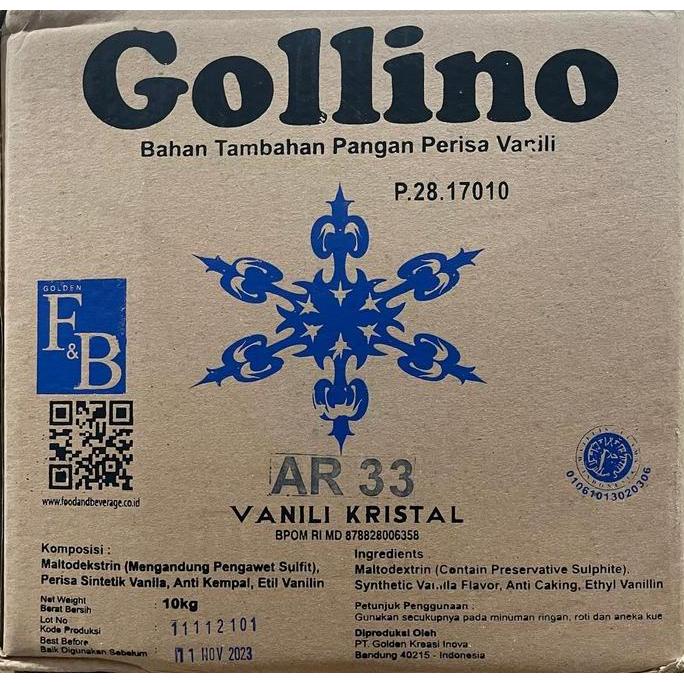 Gollino
Bahan Tambahan Pangan Perisa Vanili
P.28.17010
GOLDEN
F&B
www.foodandbeverage.co.id
01061013020306
AR 33
VANILI KRISTAL
BPOM RI MD 878828006358
Komposisi :
Maltodekstrin (Mengandung Pengawet Sulfit),
Perisa Sintetik Vanila, Anti Kempal, Etil Vanilin
Ingredients
Maltodextrin (Contain Preservative Sulphite),
Synthetic Vanilla Flavor, Anti Caking, Ethyl Vanillin
Net Weight
Berat Bersih : 10kg
Lot No
Kode Produksi : 11112101
Best Before
Baik Digunakan Sebelum : 11 NOV 2023
Petunjuk Penggunaan :
Gunakan secukupnya pada minuman ringan, roti dan aneka kue
Diproduksi Oleh
PT. Golden Kreasi Inova
Bandung 40215 - Indonesia